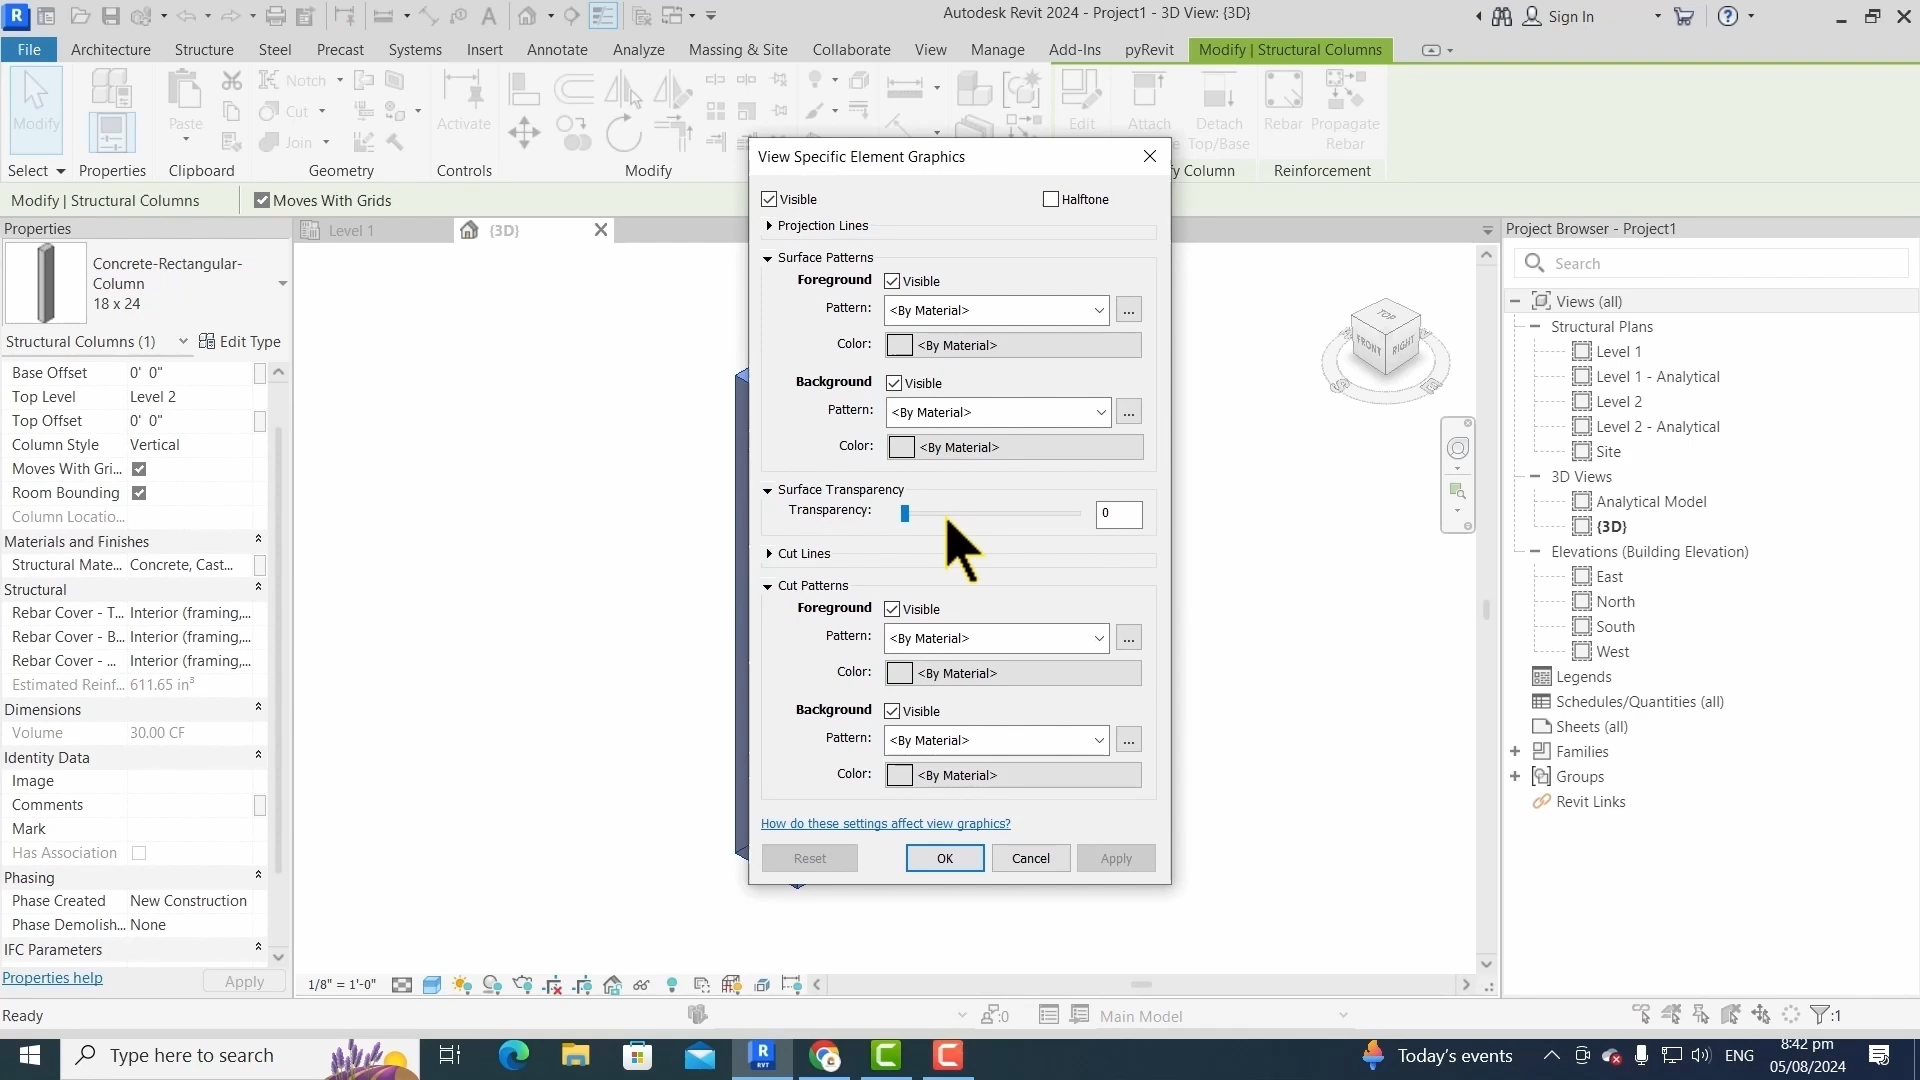 Autodesk Revit 2024 - Project1 - 3D View: {3D}
Sign In
File Architecture Structure Steel Precast Systems Insert Annotate Analyze Massing & Site Collaborate View Manage Add-Ins pyRevit Modify | Structural Columns
Modify
Paste
Notch
Cut
Join
Activate
Edit
Attach
Detach
Top/Base
Rebar
Propagate
Rebar
Select Properties Clipboard Geometry Controls Modify
Reinforcement
Modify | Structural Columns
Moves With Grids
Properties
Concrete-Rectangular-
Column
18 x 24
Structural Columns (1)
Edit Type
Base Offset 0' 0"
Top Level Level 2
Top Offset 0' 0"
Column Style Vertical
Moves With Gri...
Room Bounding
Column Locatio...
Materials and Finishes
Structural Mate... Concrete, Cast...
Structural
Rebar Cover - T... Interior (framing,...
Rebar Cover - B... Interior (framing,...
Rebar Cover - ... Interior (framing,...
Estimated Reinf... 611.65 in³
Dimensions
Volume 30.00 CF
Identity Data
Image
Comments
Mark
Has Association
Phasing
Phase Created New Construction
Phase Demolish... None
IFC Parameters
Properties help
Apply
Level 1
{3D}
View Specific Element Graphics
Visible
Halftone
Projection Lines
Surface Patterns
Foreground Visible
Pattern: <By Material> ...
Color: <By Material>
Background Visible
Pattern: <By Material> ...
Color: <By Material>
Surface Transparency
Transparency: 0
Cut Lines
Cut Patterns
Foreground Visible
Pattern: <By Material> ...
Color: <By Material>
Background Visible
Pattern: <By Material> ...
Color: <By Material>
How do these settings affect view graphics?
Reset OK Cancel Apply
TOP
FRONT
RIGHT
Project Browser - Project1
Search
Views (all)
Structural Plans
Level 1
Level 1 - Analytical
Level 2
Level 2 - Analytical
Site
3D Views
Analytical Model
{3D}
Elevations (Building Elevation)
East
North
South
West
Legends
Schedules/Quantities (all)
Sheets (all)
Families
Groups
Revit Links
1/8" = 1'-0"
Ready
:0
Main Model
:1
Type here to search
Today's events
ENG
8:42 pm
05/08/2024